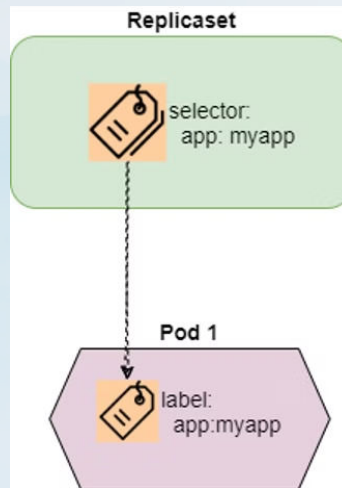 Replicaset
selector:
app: myapp
Pod 1
label:
app:myapp